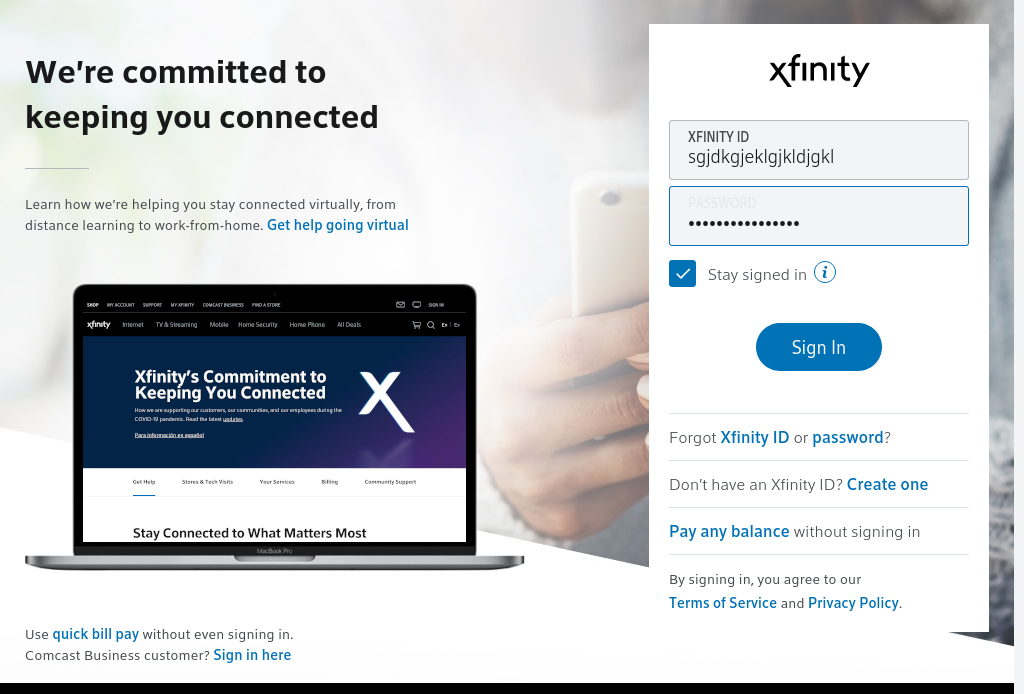 We're committed to
keeping you connected
Learn how we're helping you stay connected virtually, from
distance learning to work-from-home. Get help going virtual
SHOP MY ACCOUNT SUPPORT MY XFINITY COMCAST BUSINESS FIND A STORE SIGN IN
xfinity Internet TV & Streaming Mobile Home Security Home Phone All Deals En | Es
Xfinity's Commitment to
Keeping You Connected
How we are supporting our customers, our communities, and our employees during the
COVID-19 pandemic. Read the latest updates.
Para información en español
X
Get Help Stores & Tech Visits Your Services Billing Community Support
Stay Connected to What Matters Most
MacBook Pro
Use quick bill pay without even signing in.
Comcast Business customer? Sign in here
xfinity
XFINITY ID
sgjdkgjeklgjkldjgkl
PASSWORD
••••••••••••••••
Stay signed in i
Sign In
Forgot Xfinity ID or password?
Don't have an Xfinity ID? Create one
Pay any balance without signing in
By signing in, you agree to our
Terms of Service and Privacy Policy.